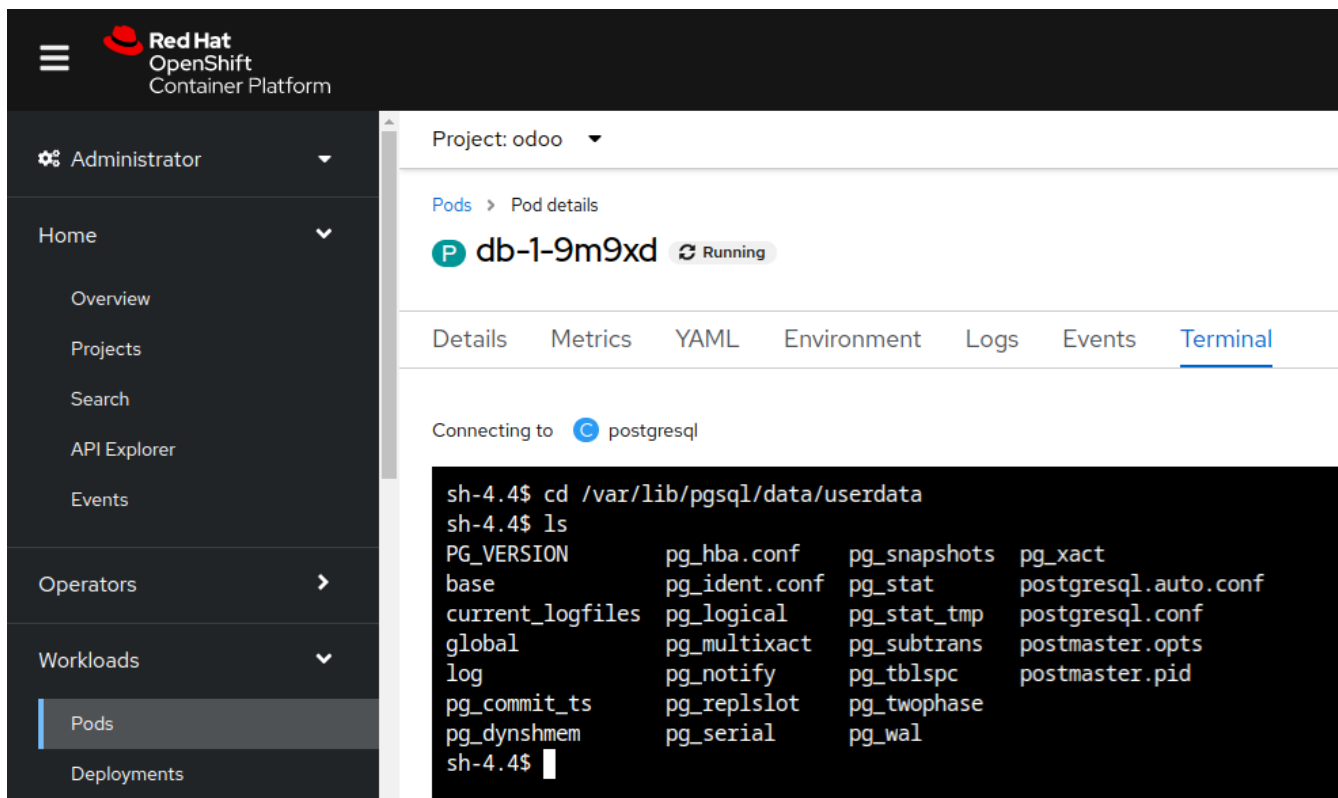 Red Hat
OpenShift
Container Platform
Administrator
Home
Overview
Projects
Search
API Explorer
Events
Operators
Workloads
Pods
Deployments
Project: odoo
Pods > Pod details
P db-1-9m9xd Running
Details Metrics YAML Environment Logs Events Terminal
Connecting to C postgresql
sh-4.4$ cd /var/lib/pgsql/data/userdata
sh-4.4$ ls
PG_VERSION pg_hba.conf pg_snapshots pg_xact
base pg_ident.conf pg_stat postgresql.auto.conf
current_logfiles pg_logical pg_stat_tmp postgresql.conf
global pg_multixact pg_subtrans postmaster.opts
log pg_notify pg_tblspc postmaster.pid
pg_commit_ts pg_replslot pg_twophase
pg_dynshmem pg_serial pg_wal
sh-4.4$